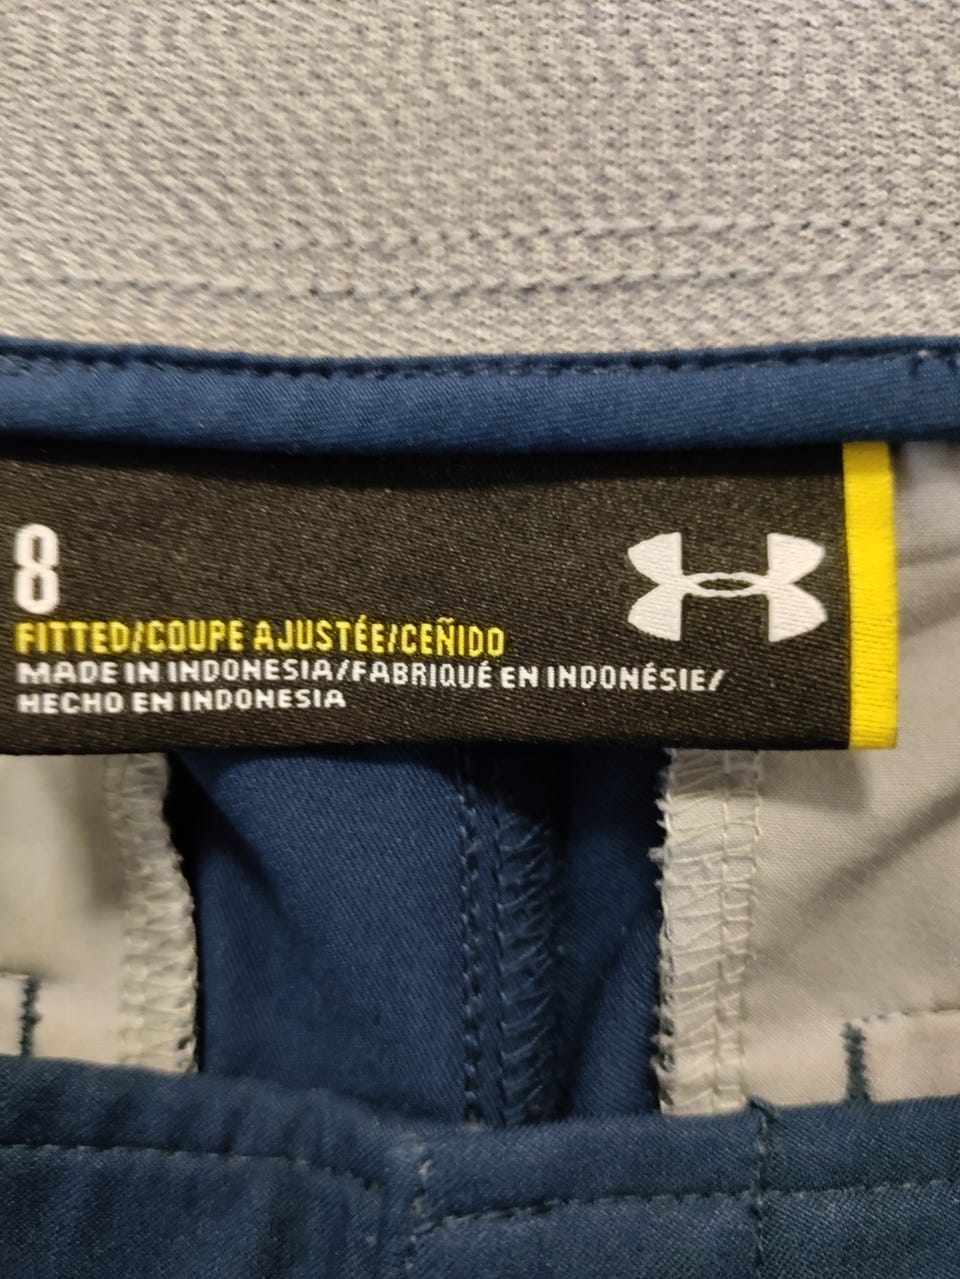 8
FITTED/COUPE AJUSTÉE/CEÑIDO
MADE IN INDONESIA/FABRIQUÉ EN INDONÉSIE/
HECHO EN INDONESIA